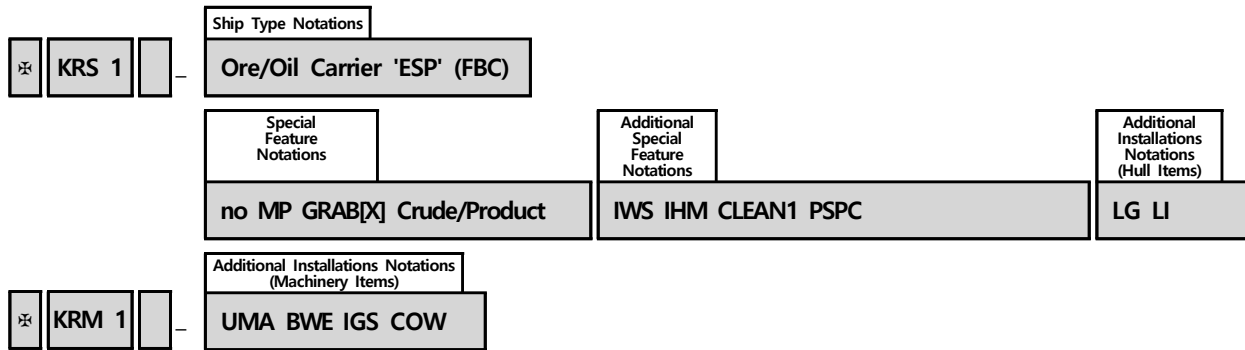 Ship Type Notations
✠ KRS 1 – Ore/Oil Carrier 'ESP' (FBC)
Special
Feature
Notations
Additional
Special
Feature
Notations
Additional
Installations
Notations
(Hull Items)
no MP GRAB[X] Crude/Product
IWS IHM CLEAN1 PSPC
LG LI
Additional Installations Notations
(Machinery Items)
✠ KRM 1 – UMA BWE IGS COW